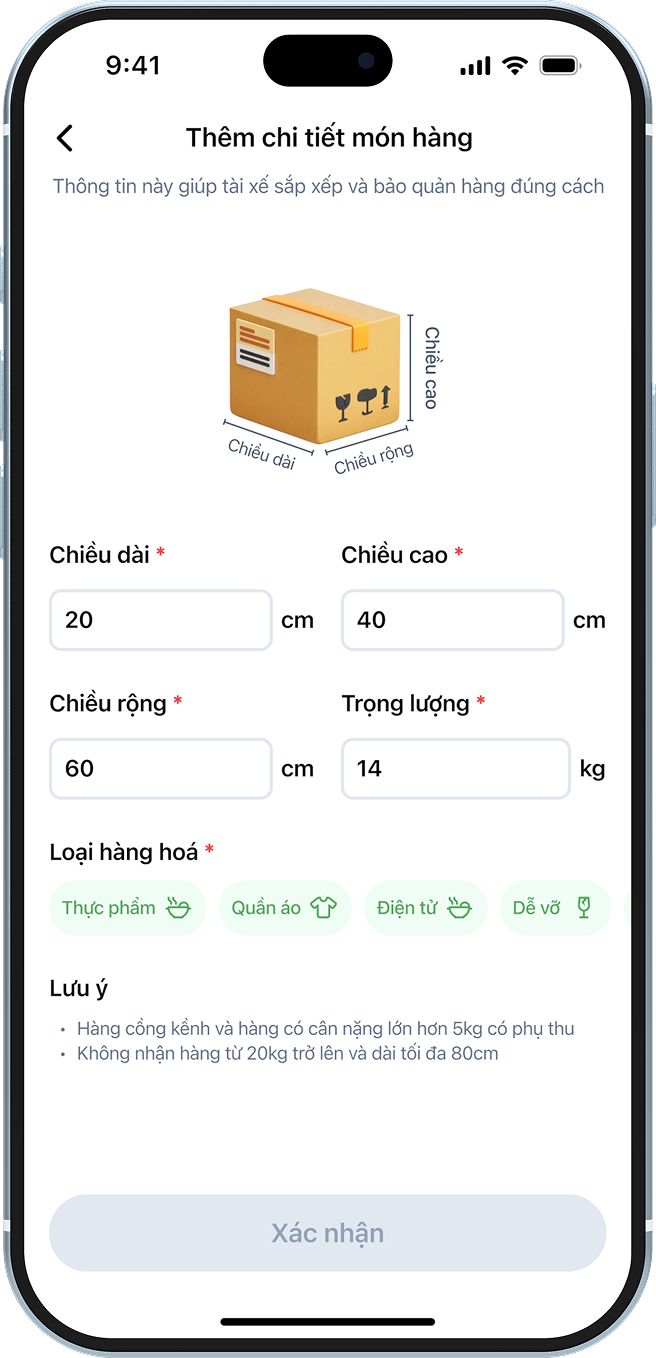 9:41
Thêm chi tiết món hàng
Thông tin này giúp tài xế sắp xếp và bảo quản hàng đúng cách
Chiều cao
Chiều dài
Chiều rộng
Chiều dài *
Chiều cao *
20 cm
40 cm
Chiều rộng *
Trọng lượng *
60 cm
14 kg
Loại hàng hoá *
Thực phẩm
Quần áo
Điện tử
Dễ vỡ
Lưu ý
• Hàng cồng kềnh và hàng có cân nặng lớn hơn 5kg có phụ thu
• Không nhận hàng từ 20kg trở lên và dài tối đa 80cm
Xác nhận